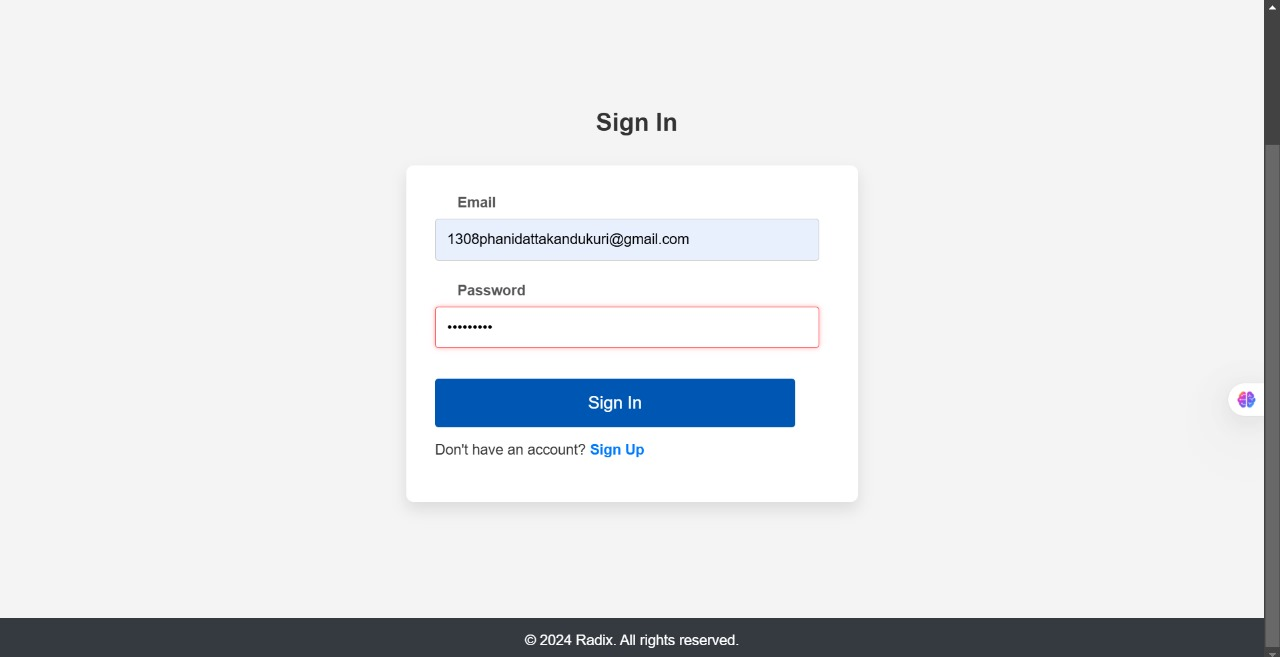 Sign In
Email
1308phanidattakandukuri@gmail.com
Password
•••••••••
Sign In
Don't have an account? Sign Up
© 2024 Radix. All rights reserved.